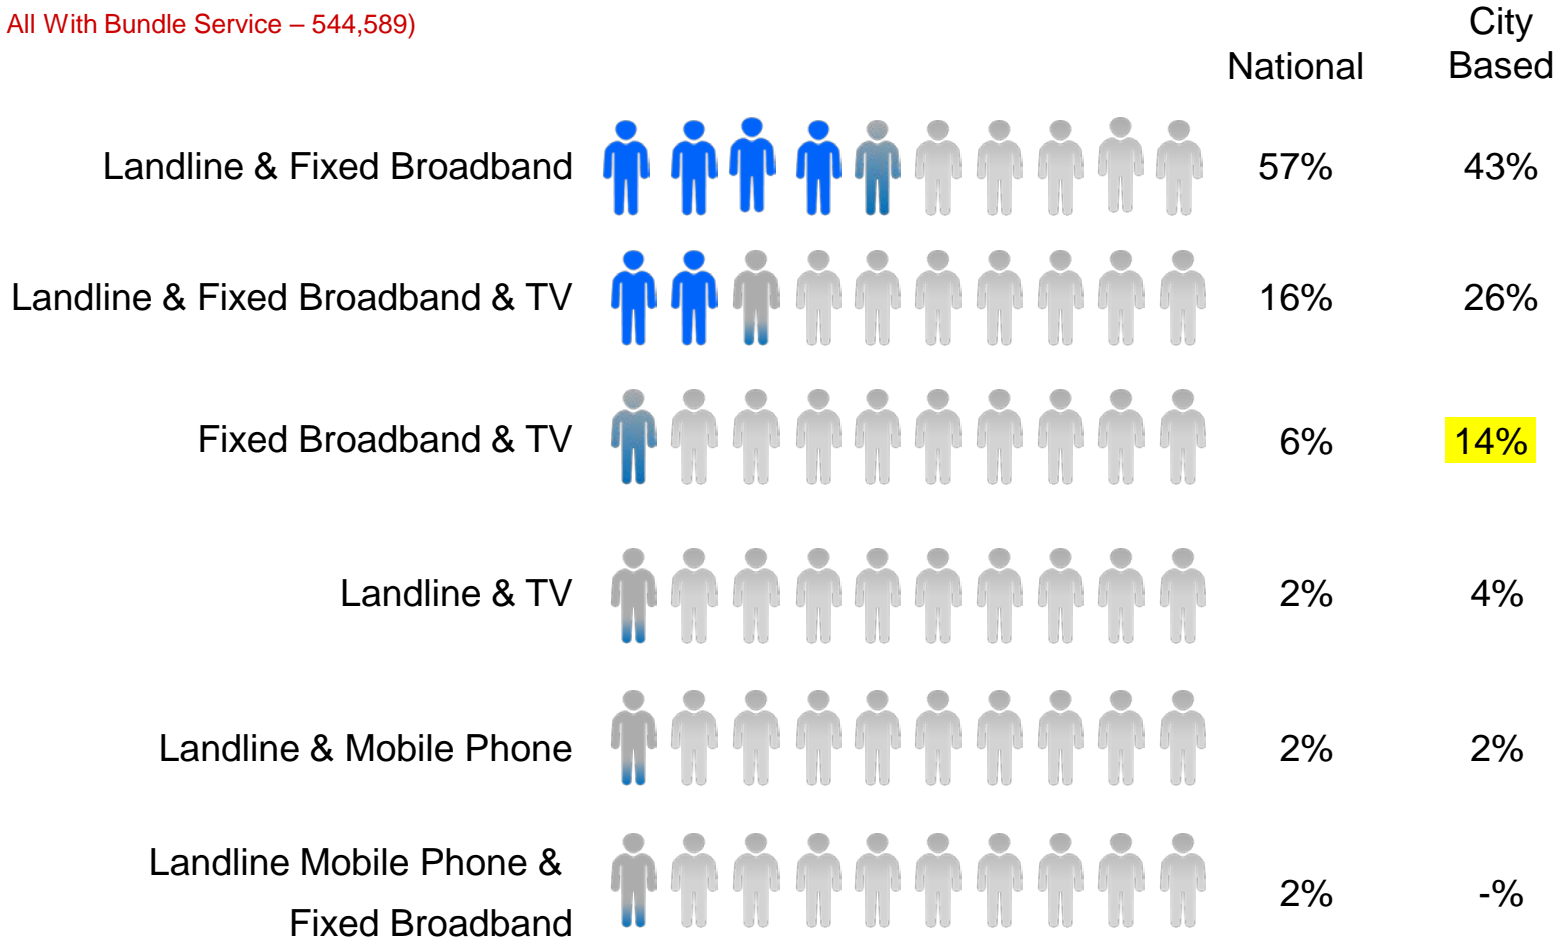 All With Bundle Service – 544,589)
City
National Based
Landline & Fixed Broadband 57% 43%
Landline & Fixed Broadband & TV 16% 26%
Fixed Broadband & TV 6% 14%
Landline & TV 2% 4%
Landline & Mobile Phone 2% 2%
Landline Mobile Phone &
Fixed Broadband 2% -%